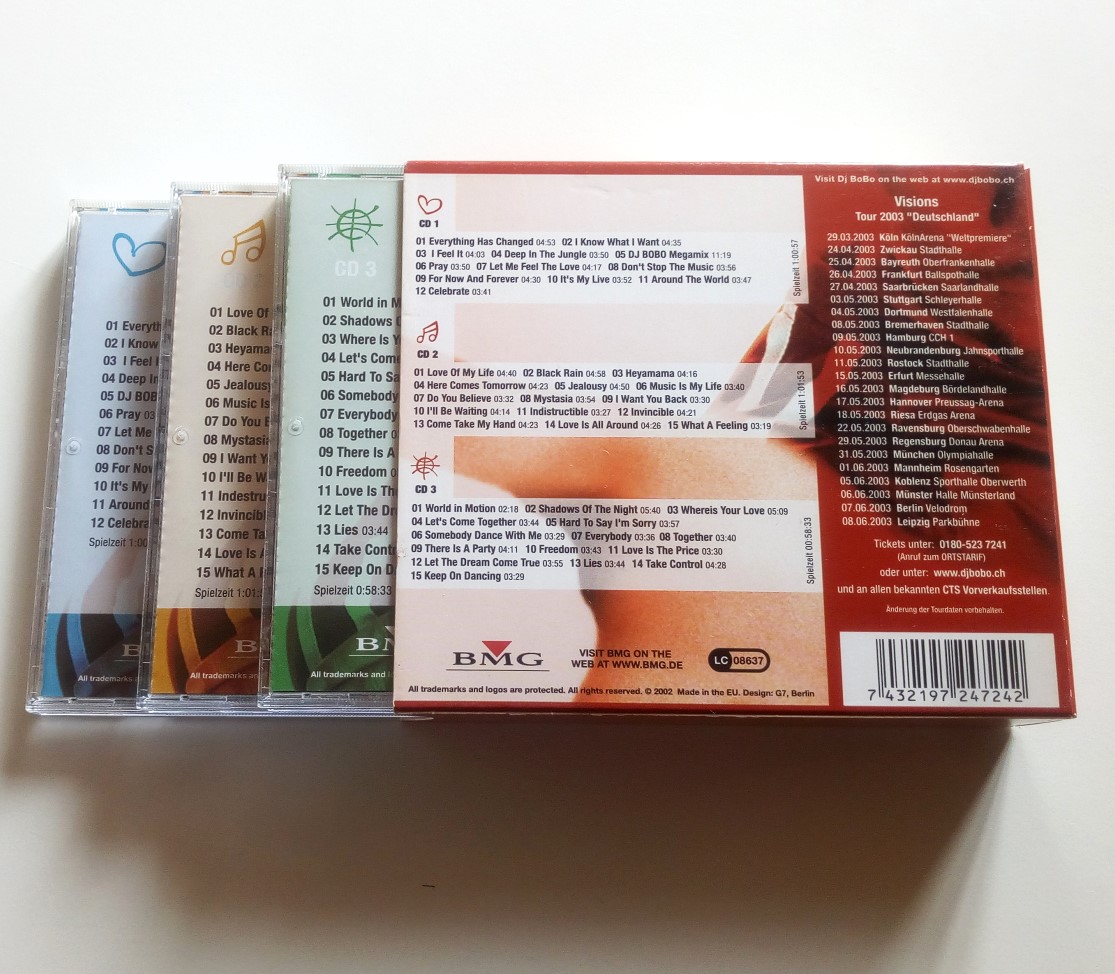 01 Everyth
02 I Know
03 I Feel I
04 Deep In
05 DJ BOB
06 Pray 03
07 Let Me
08 Don't S
09 For Nov
10 It's My
11 Around
12 Celebra
Spielzeit 1:00
BM
All trademarks a
01 Love Of
02 Black Ra
03 Heyama
04 Here Co
05 Jealousy
06 Music Is
07 Do You B
08 Mystasia
09 I Want Y
10 I'll Be W
11 Indestru
12 Invincibl
13 Come Ta
14 Love Is A
15 What A F
Spielzeit 1:01:5
B
All trademarks an
CD 3
01 World in M
02 Shadows O
03 Where Is Y
04 Let's Come
05 Hard To Sa
06 Somebody
07 Everybody
08 Together 0
09 There Is A
10 Freedom 0
11 Love Is Th
12 Let The Dr
13 Lies 03:44
14 Take Contr
15 Keep On D
Spielzeit 0:58:33
BM
All trademarks and l
CD 1
01 Everything Has Changed 04:53 02 I Know What I Want 04:35
03 I Feel It 04:03 04 Deep In The Jungle 03:50 05 DJ BOBO Megamix 11:19
06 Pray 03:50 07 Let Me Feel The Love 04:17 08 Don't Stop The Music 03:56
09 For Now And Forever 04:30 10 It's My Live 03:52 11 Around The World 03:47
12 Celebrate 03:41
Spielzeit 1:00:57
CD 2
01 Love Of My Life 04:40 02 Black Rain 04:58 03 Heyamama 04:16
04 Here Comes Tomorrow 04:23 05 Jealousy 04:50 06 Music Is My Life 03:40
07 Do You Believe 03:32 08 Mystasia 03:54 09 I Want You Back 03:30
10 I'll Be Waiting 04:14 11 Indistructible 03:27 12 Invincible 04:21
13 Come Take My Hand 04:23 14 Love Is All Around 04:26 15 What A Feeling 03:19
Spielzeit 1:01:53
CD 3
01 World in Motion 02:18 02 Shadows Of The Night 05:40 03 Whereis Your Love 05:09
04 Let's Come Together 03:44 05 Hard To Say I'm Sorry 03:57
06 Somebody Dance With Me 03:29 07 Everybody 03:36 08 Together 03:40
09 There Is A Party 04:11 10 Freedom 03:43 11 Love Is The Price 03:30
12 Let The Dream Come True 03:55 13 Lies 03:44 14 Take Control 04:28
15 Keep On Dancing 03:29
Spielzeit 00:58:33
BMG
VISIT BMG ON THE
WEB AT WWW.BMG.DE
LC 08637
All trademarks and logos are protected. All rights reserved. © 2002 Made in the EU. Design: G7, Berlin
Visit Dj BoBo on the web at www.djbobo.ch
Visions
Tour 2003 "Deutschland"
29.03.2003 Köln KölnArena "Weltpremiere"
24.04.2003 Zwickau Stadthalle
25.04.2003 Bayreuth Oberfrankenhalle
26.04.2003 Frankfurt Ballspothalle
27.04.2003 Saarbrücken Saarlandhalle
03.05.2003 Stuttgart Schleyerhalle
04.05.2003 Dortmund Westfalenhalle
08.05.2003 Bremerhaven Stadthalle
09.05.2003 Hamburg CCH 1
10.05.2003 Neubrandenburg Jahnsporthalle
11.05.2003 Rostock Stadthalle
15.05.2003 Erfurt Messehalle
16.05.2003 Magdeburg Bördelandhalle
17.05.2003 Hannover Preussag-Arena
18.05.2003 Riesa Erdgas Arena
22.05.2003 Ravensburg Oberschwabenhalle
29.05.2003 Regensburg Donau Arena
31.05.2003 München Olympiahalle
01.06.2003 Mannheim Rosengarten
05.06.2003 Koblenz Sporthalle Oberwerth
06.06.2003 Münster Halle Münsterland
07.06.2003 Berlin Velodrom
08.06.2003 Leipzig Parkbühne
Tickets unter: 0180-523 7241
(Anruf zum ORTSTARIF)
oder unter: www.djbobo.ch
und an allen bekannten CTS Vorverkaufsstellen.
Änderung der Tourdaten vorbehalten.
7 432197 247242